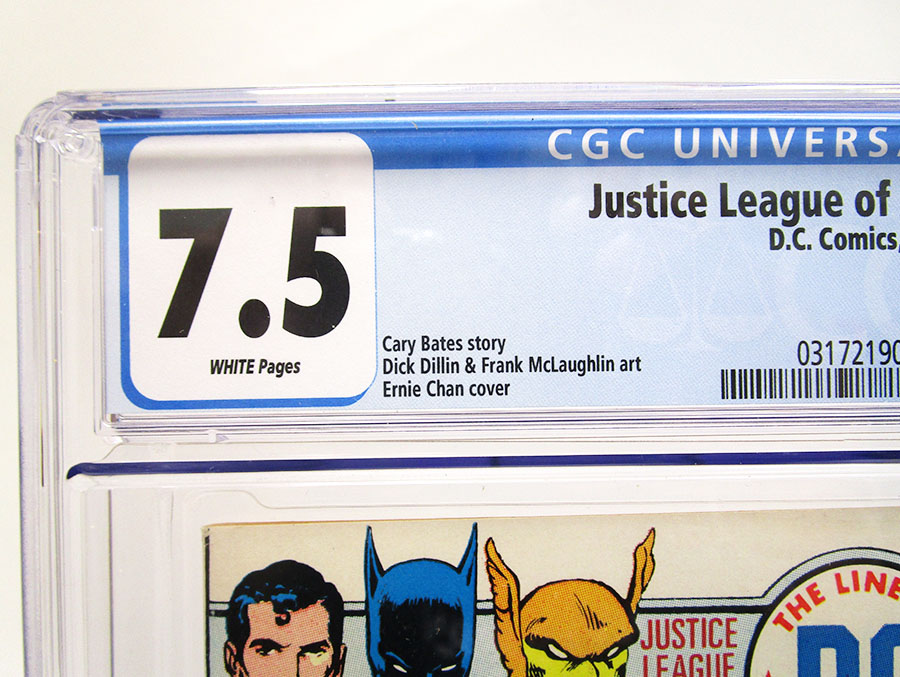 CGC UNIVERSA
Justice League of
D.C. Comics,
7.5
WHITE Pages
Cary Bates story
Dick Dillin & Frank McLaughlin art
Ernie Chan cover
03172190
JUSTICE
LEAGUE
THE LINE
DC